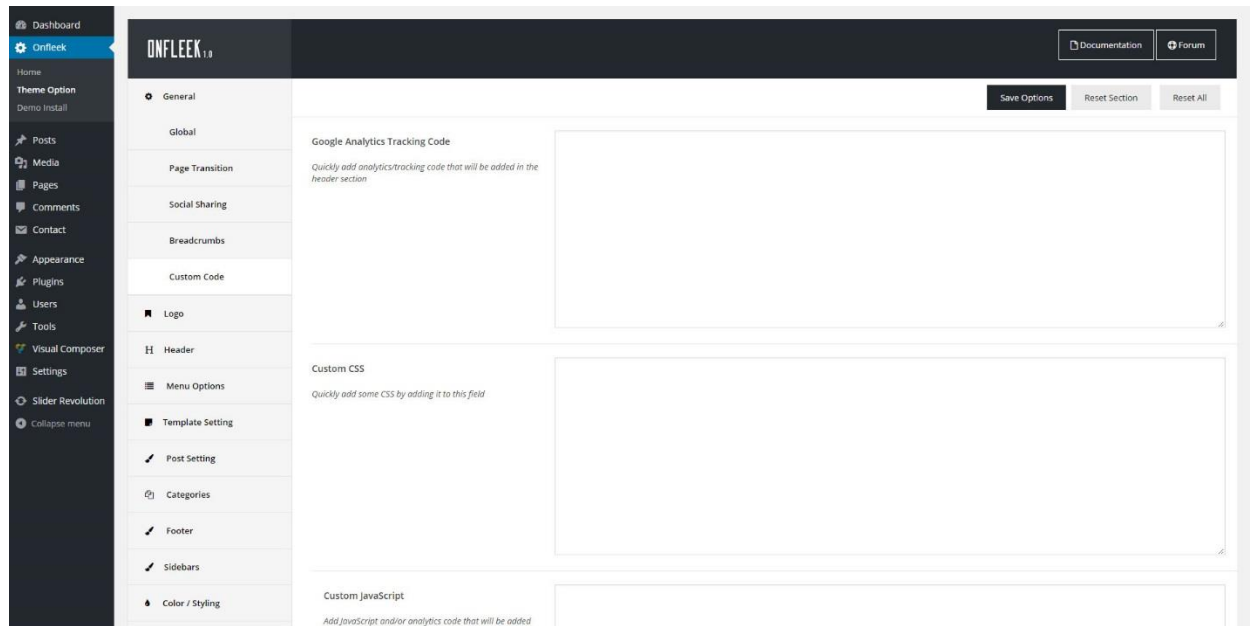 Dashboard
Onfleek
Home
Theme Option
Demo Install
Posts
Media
Pages
Comments
Contact
Appearance
Plugins
Users
Tools
Visual Composer
Settings
Slider Revolution
Collapse menu
ONFLEEK 1.0
Documentation
Forum
General
Global
Page Transition
Social Sharing
Breadcrumbs
Custom Code
Logo
H Header
Menu Options
Template Setting
Post Setting
Categories
Footer
Sidebars
Color / Styling
Save Options
Reset Section
Reset All
Google Analytics Tracking Code
Quickly add analytics/tracking code that will be added in the
header section
Custom CSS
Quickly add some CSS by adding it to this field
Custom JavaScript
Add JavaScript and/or analytics code that will be added